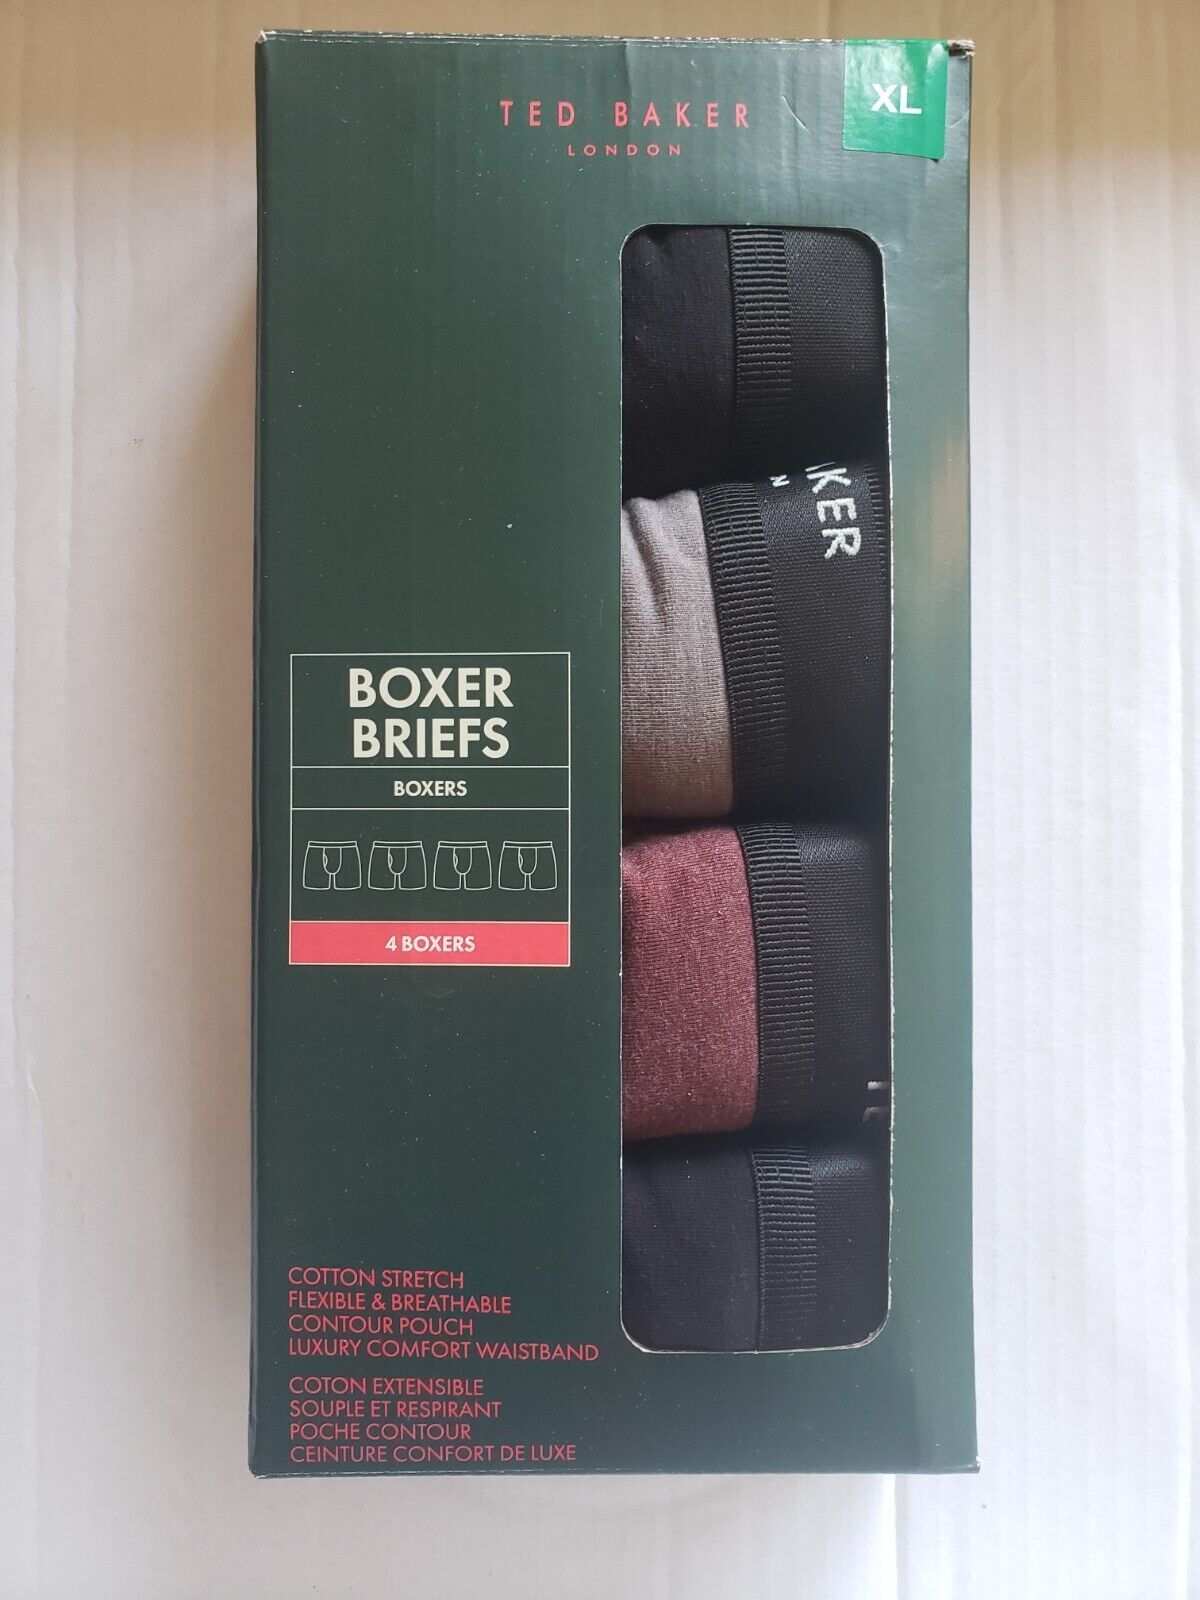 TED BAKER
LONDON
XL
KER
N
BOXER
BRIEFS
BOXERS
4 BOXERS
COTTON STRETCH
FLEXIBLE & BREATHABLE
CONTOUR POUCH
LUXURY COMFORT WAISTBAND
COTON EXTENSIBLE
SOUPLE ET RESPIRANT
POCHE CONTOUR
CEINTURE CONFORT DE LUXE